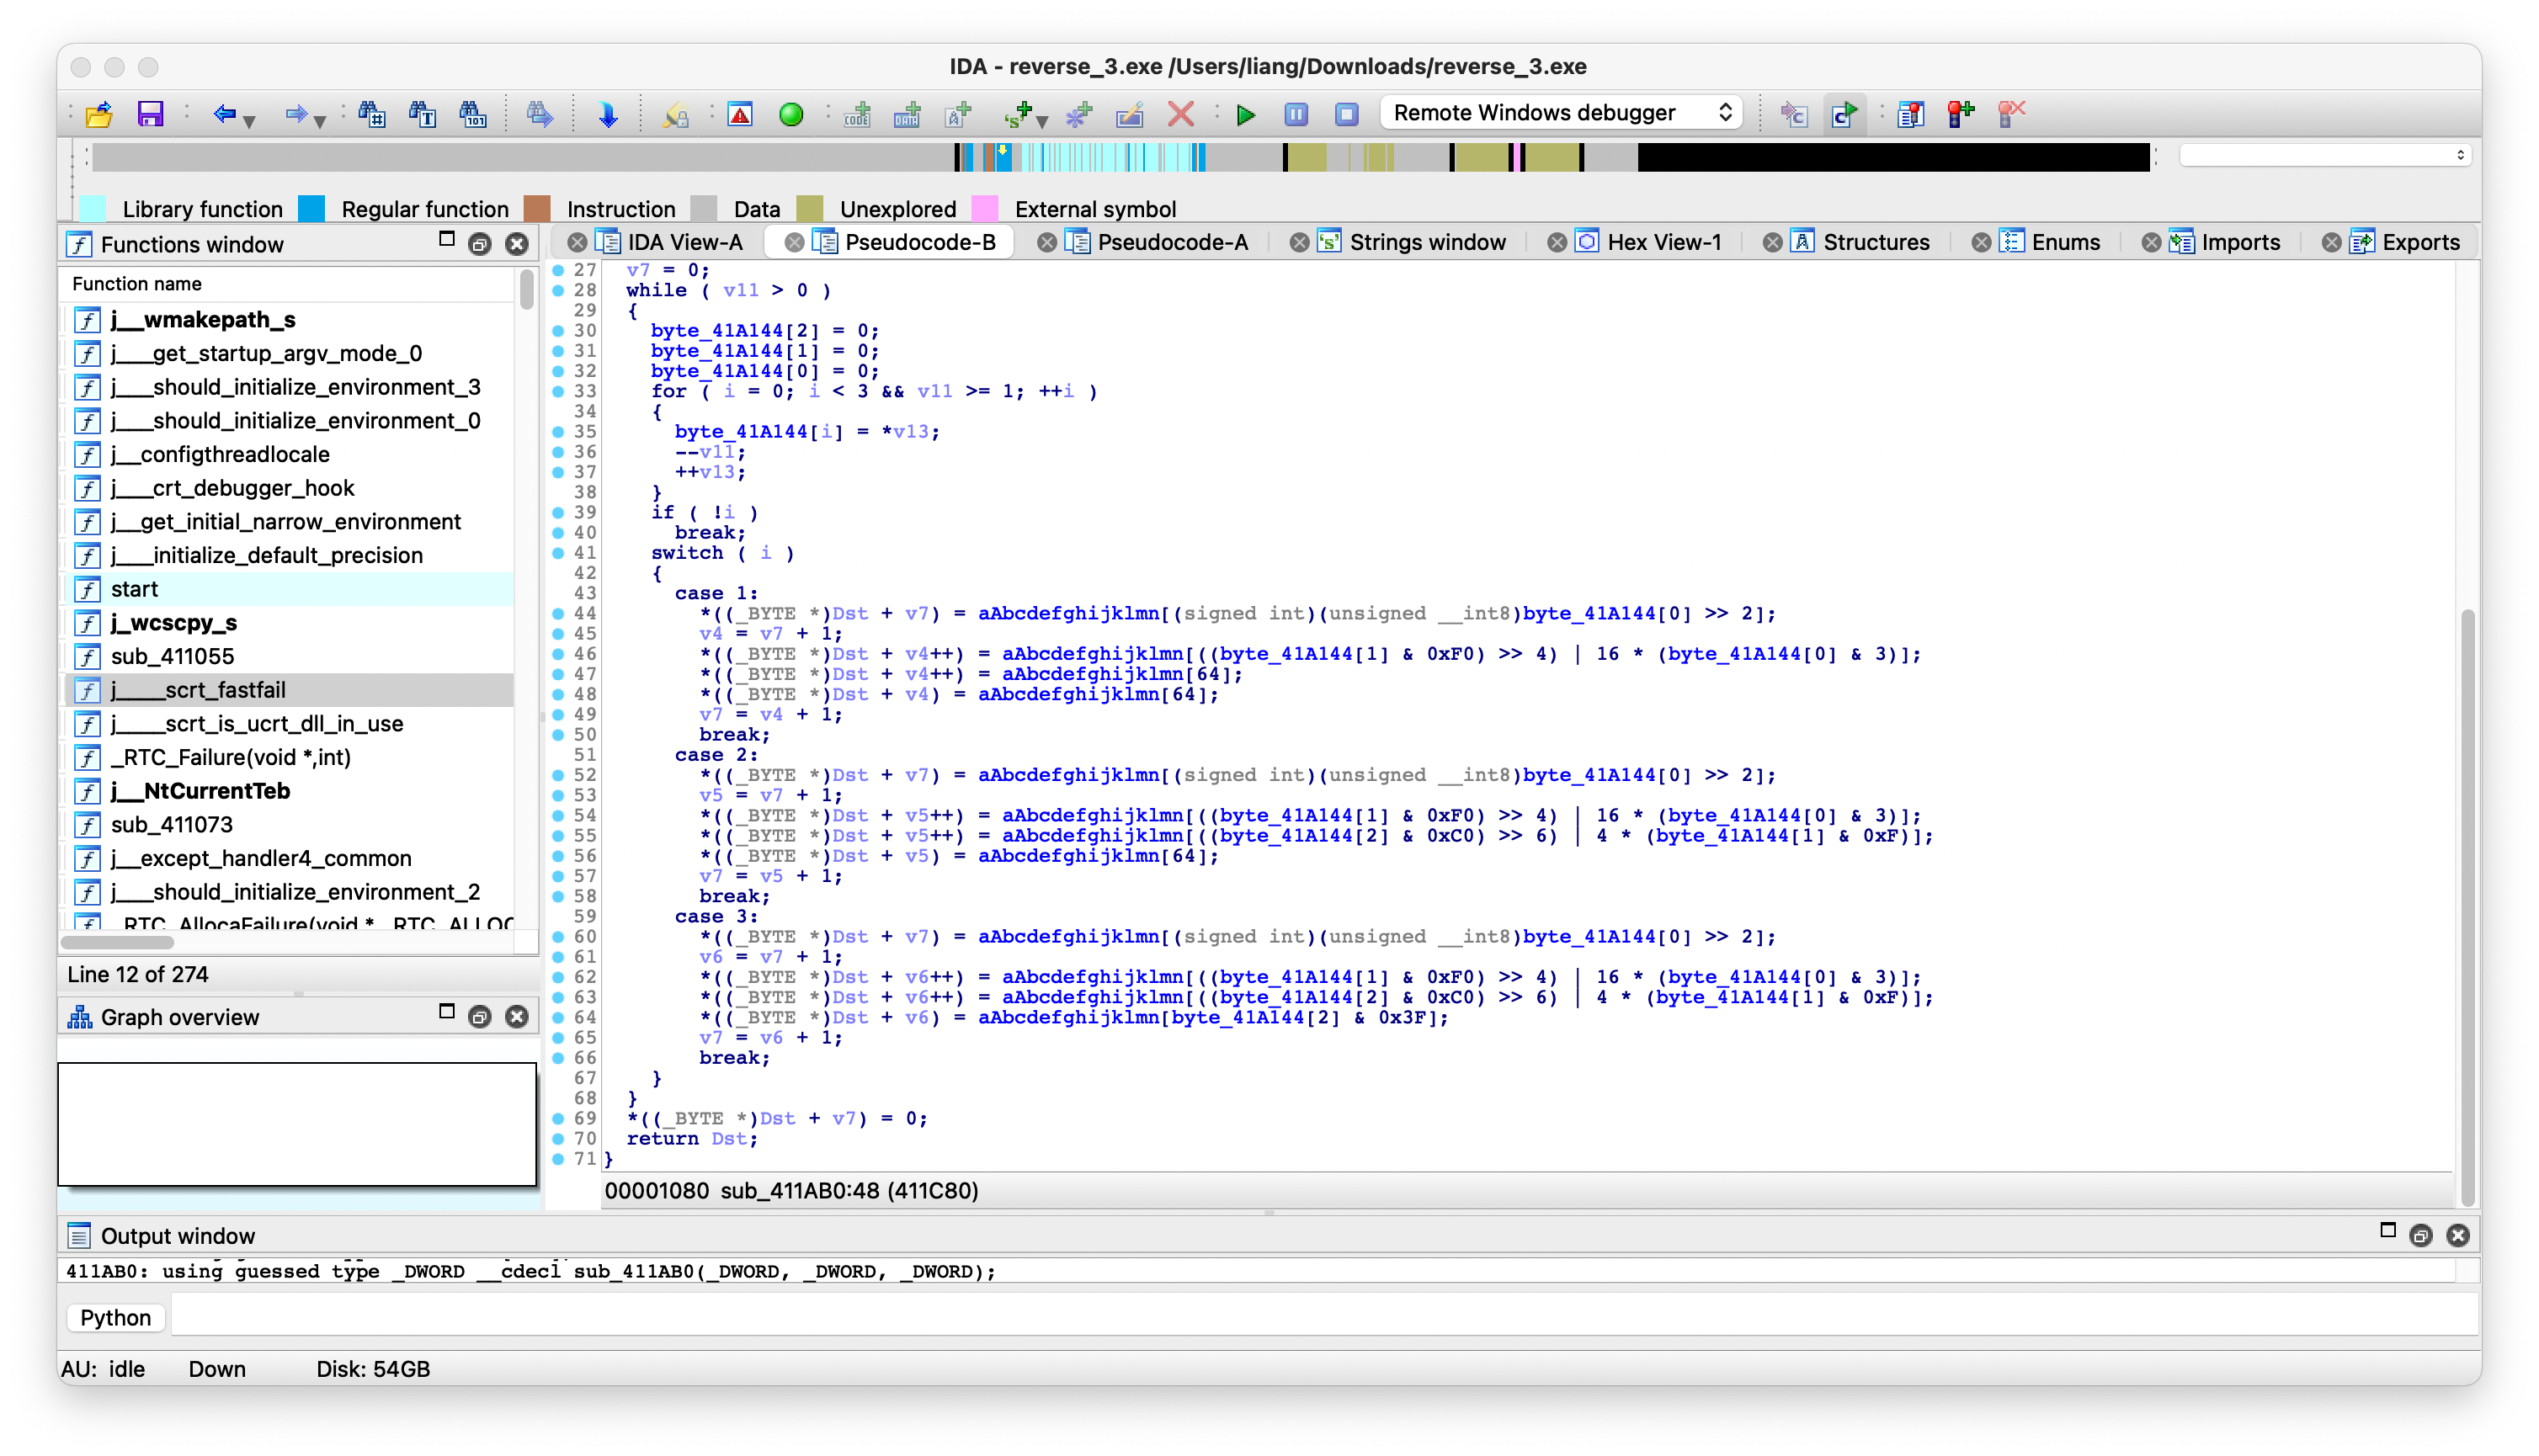 IDA - reverse_3.exe /Users/liang/Downloads/reverse_3.exe
Remote Windows debugger
Library function Regular function Instruction Data Unexplored External symbol
Functions window
IDA View-A Pseudocode-B Pseudocode-A Strings window Hex View-1 Structures Enums Imports Exports
Function name
j__wmakepath_s
j___get_startup_argv_mode_0
j___should_initialize_environment_3
j___should_initialize_environment_0
j__configthreadlocale
j___crt_debugger_hook
j__get_initial_narrow_environment
j___initialize_default_precision
start
j_wcscpy_s
sub_411055
j____scrt_fastfail
j____scrt_is_ucrt_dll_in_use
_RTC_Failure(void *,int)
j__NtCurrentTeb
sub_411073
j__except_handler4_common
j___should_initialize_environment_2
Line 12 of 274
Graph overview
27 v7 = 0;
28 while ( v11 > 0 )
29 {
30 byte_41A144[2] = 0;
31 byte_41A144[1] = 0;
32 byte_41A144[0] = 0;
33 for ( i = 0; i < 3 && v11 >= 1; ++i )
34 {
35 byte_41A144[i] = *v13;
36 --v11;
37 ++v13;
38 }
39 if ( !i )
40 break;
41 switch ( i )
42 {
43 case 1:
44 *((_BYTE *)Dst + v7) = aAbcdefghijklmn[(signed int)(unsigned __int8)byte_41A144[0] >> 2];
45 v4 = v7 + 1;
46 *((_BYTE *)Dst + v4++) = aAbcdefghijklmn[((byte_41A144[1] & 0xF0) >> 4) | 16 * (byte_41A144[0] & 3)];
47 *((_BYTE *)Dst + v4++) = aAbcdefghijklmn[64];
48 *((_BYTE *)Dst + v4) = aAbcdefghijklmn[64];
49 v7 = v4 + 1;
50 break;
51 case 2:
52 *((_BYTE *)Dst + v7) = aAbcdefghijklmn[(signed int)(unsigned __int8)byte_41A144[0] >> 2];
53 v5 = v7 + 1;
54 *((_BYTE *)Dst + v5++) = aAbcdefghijklmn[((byte_41A144[1] & 0xF0) >> 4) | 16 * (byte_41A144[0] & 3)];
55 *((_BYTE *)Dst + v5++) = aAbcdefghijklmn[((byte_41A144[2] & 0xC0) >> 6) | 4 * (byte_41A144[1] & 0xF)];
56 *((_BYTE *)Dst + v5) = aAbcdefghijklmn[64];
57 v7 = v5 + 1;
58 break;
59 case 3:
60 *((_BYTE *)Dst + v7) = aAbcdefghijklmn[(signed int)(unsigned __int8)byte_41A144[0] >> 2];
61 v6 = v7 + 1;
62 *((_BYTE *)Dst + v6++) = aAbcdefghijklmn[((byte_41A144[1] & 0xF0) >> 4) | 16 * (byte_41A144[0] & 3)];
63 *((_BYTE *)Dst + v6++) = aAbcdefghijklmn[((byte_41A144[2] & 0xC0) >> 6) | 4 * (byte_41A144[1] & 0xF)];
64 *((_BYTE *)Dst + v6) = aAbcdefghijklmn[byte_41A144[2] & 0x3F];
65 v7 = v6 + 1;
66 break;
67 }
68 }
69 *((_BYTE *)Dst + v7) = 0;
70 return Dst;
71 }
00001080 sub_411AB0:48 (411C80)
Output window
411AB0: using guessed type _DWORD __cdecl sub_411AB0(_DWORD, _DWORD, _DWORD);
Python
AU: idle Down Disk: 54GB